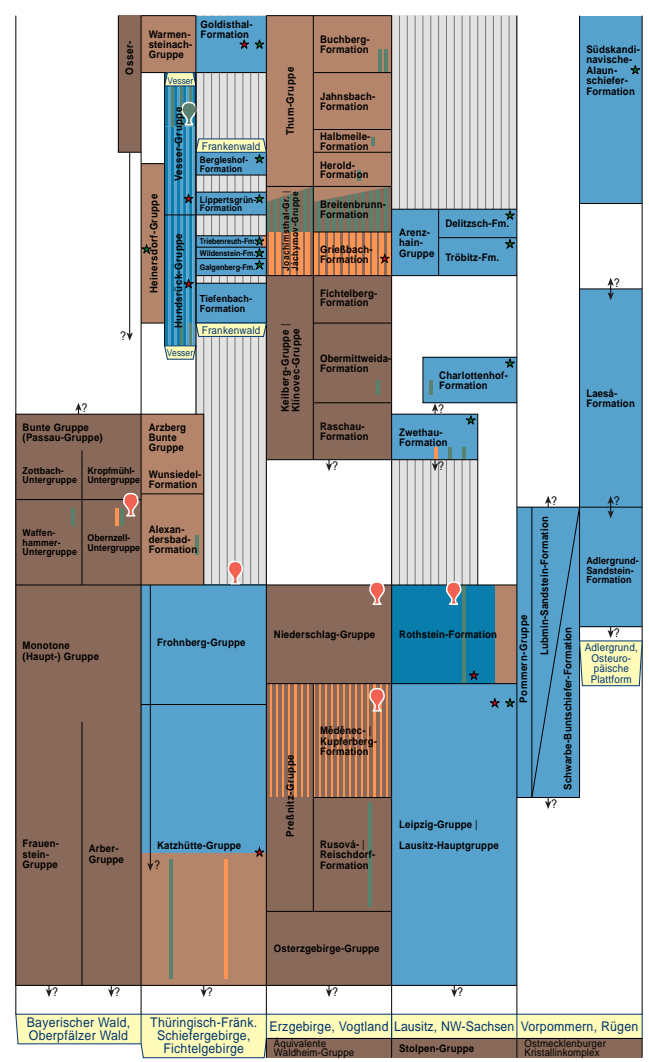 Osser-
Warmen-
steinach-
Gruppe
Goldisthal-
Formation
Vesser
Vesser-Gruppe
Frankenwald
Bergleshof-
Formation
Lippertsgrün-
Formation
Heinersdorf-Gruppe
Hundsrück-Gruppe
Triebenreuth-Fm.
Wildenstein-Fm.
Galgenberg-Fm.
Tiefenbach-
Formation
Frankenwald
Vesser
?
Thum-Gruppe
Buchberg-
Formation
Jahnsbach-
Formation
Halbmeile-
Formation
Herold-
Formation
Joachimsthal-Gr. |
Jáchymov-Gruppe
Breitenbrunn-
Formation
Grießbach-
Formation
Keilberg-Gruppe |
Klinovec-Gruppe
Fichtelberg-
Formation
Obermittweida-
Formation
Raschau-
Formation
?
Arenz-
hain-
Gruppe
Delitzsch-Fm.
Tröbitz-Fm.
Charlottenhof-
Formation
?
Zwethau-
Formation
?
Südskandi-
navische-
Alaun-
schiefer-
Formation
?
Laeså-
Formation
?
Adlergrund-
Sandstein-
Formation
?
Adlergrund,
Osteuro-
päische
Plattform
?
Bunte Gruppe
(Passau-Gruppe)
Zottbach-
Untergruppe
Kropfmühl-
Untergruppe
Waffen-
hammer-
Untergruppe
Obernzell-
Untergruppe
Arzberg
Bunte
Gruppe
Wunsiedel-
Formation
Alexan-
dersbad-
Formation
Monotone
(Haupt-) Gruppe
Frauen-
stein-
Gruppe
Arber-
Gruppe
Frohnberg-Gruppe
Katzhütte-Gruppe
?
Niederschlag-Gruppe
Preßnitz-Gruppe
Měděnec- |
Kupferberg-
Formation
Rusová- |
Reischdorf-
Formation
Osterzgebirge-Gruppe
Rothstein-Formation
Leipzig-Gruppe |
Lausitz-Hauptgruppe
?
Pommern-Gruppe
Lubmin-Sandstein-Formation
Schwarbe-Buntschiefer-Formation
?
? ? ? ? ?
Bayerischer Wald,
Oberpfälzer Wald
Thüringisch-Fränk.
Schiefergebirge,
Fichtelgebirge
Erzgebirge, Vogtland
Äquivalente
Waldheim-Gruppe
Lausitz, NW-Sachsen
Stolpen-Gruppe
Vorpommern, Rügen
Ostmecklenburger
Kristallinkomplex